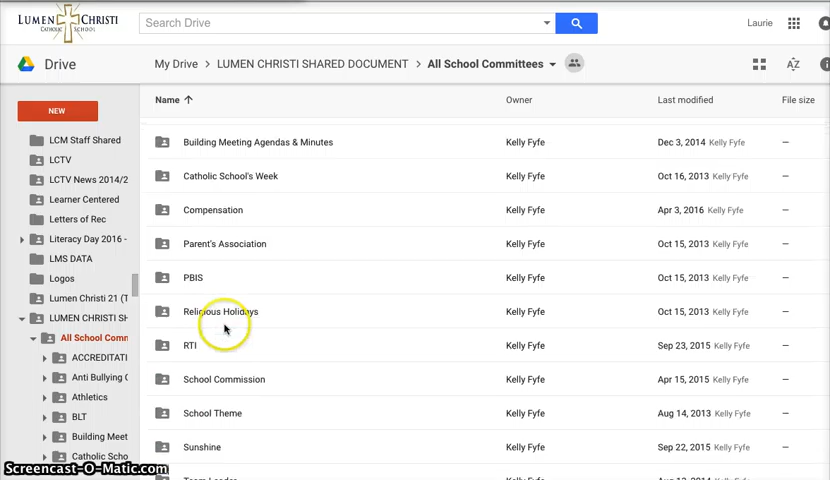 LUMEN CHRISTI
CATHOLIC SCHOOL
Search Drive
Laurie
Drive
My Drive
LUMEN CHRISTI SHARED DOCUMENT
All School Committees
NEW
Name
Owner
Last modified
File size
LCM Staff Shared
LCTV
LCTV News 2014/2
Learner Centered
Letters of Rec
Literacy Day 2016 -
LMS DATA
Logos
Lumen Christi 21 (T
LUMEN CHRISTI SH
All School Comm
ACCREDITATI
Anti Bullying C
Athletics
BLT
Building Meet
Catholic Scho
Building Meeting Agendas & Minutes Kelly Fyfe Dec 3, 2014 Kelly Fyfe —
Catholic School's Week Kelly Fyfe Oct 16, 2013 Kelly Fyfe —
Compensation Kelly Fyfe Apr 3, 2016 Kelly Fyfe —
Parent's Association Kelly Fyfe Oct 15, 2013 Kelly Fyfe —
PBIS Kelly Fyfe Oct 15, 2013 Kelly Fyfe —
Religious Holidays Kelly Fyfe Oct 15, 2013 Kelly Fyfe —
RTI Kelly Fyfe Sep 23, 2015 Kelly Fyfe —
School Commission Kelly Fyfe Apr 15, 2015 Kelly Fyfe —
School Theme Kelly Fyfe Aug 14, 2013 Kelly Fyfe —
Sunshine Kelly Fyfe Sep 22, 2015 Kelly Fyfe —
Screencast-O-Matic.com